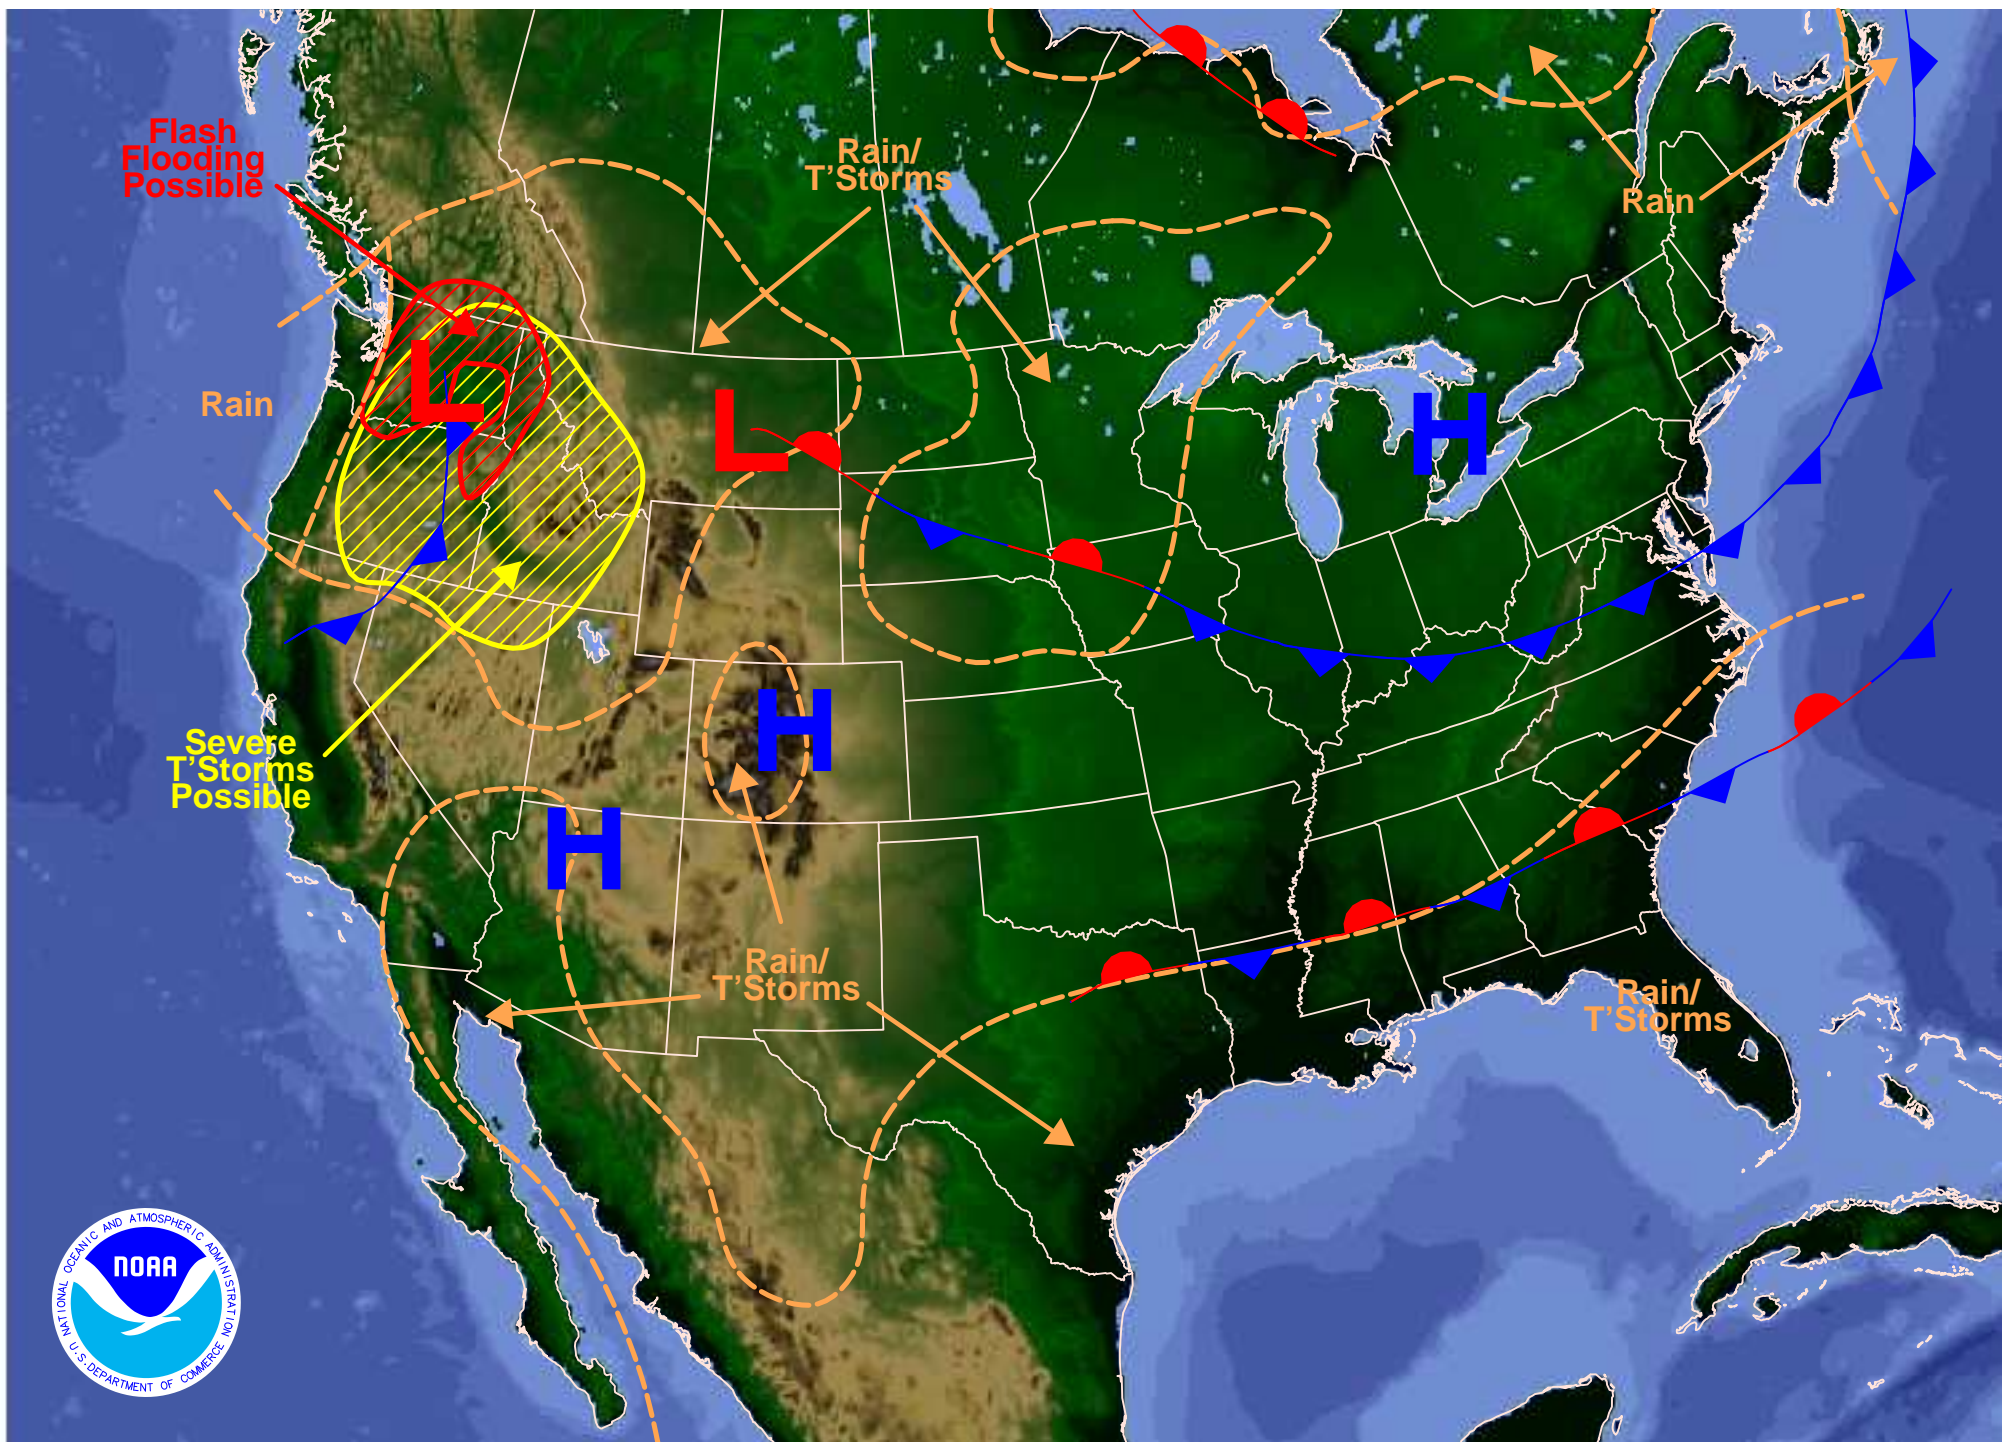 Flash
Flooding
Possible
Rain/
T'Storms
Rain
Rain
L
L
H
Severe
T'Storms
Possible
H
H
Rain/
T'Storms
Rain/
T'Storms
NATIONAL OCEANIC AND ATMOSPHERIC ADMINISTRATION
NOAA
U.S. DEPARTMENT OF COMMERCE